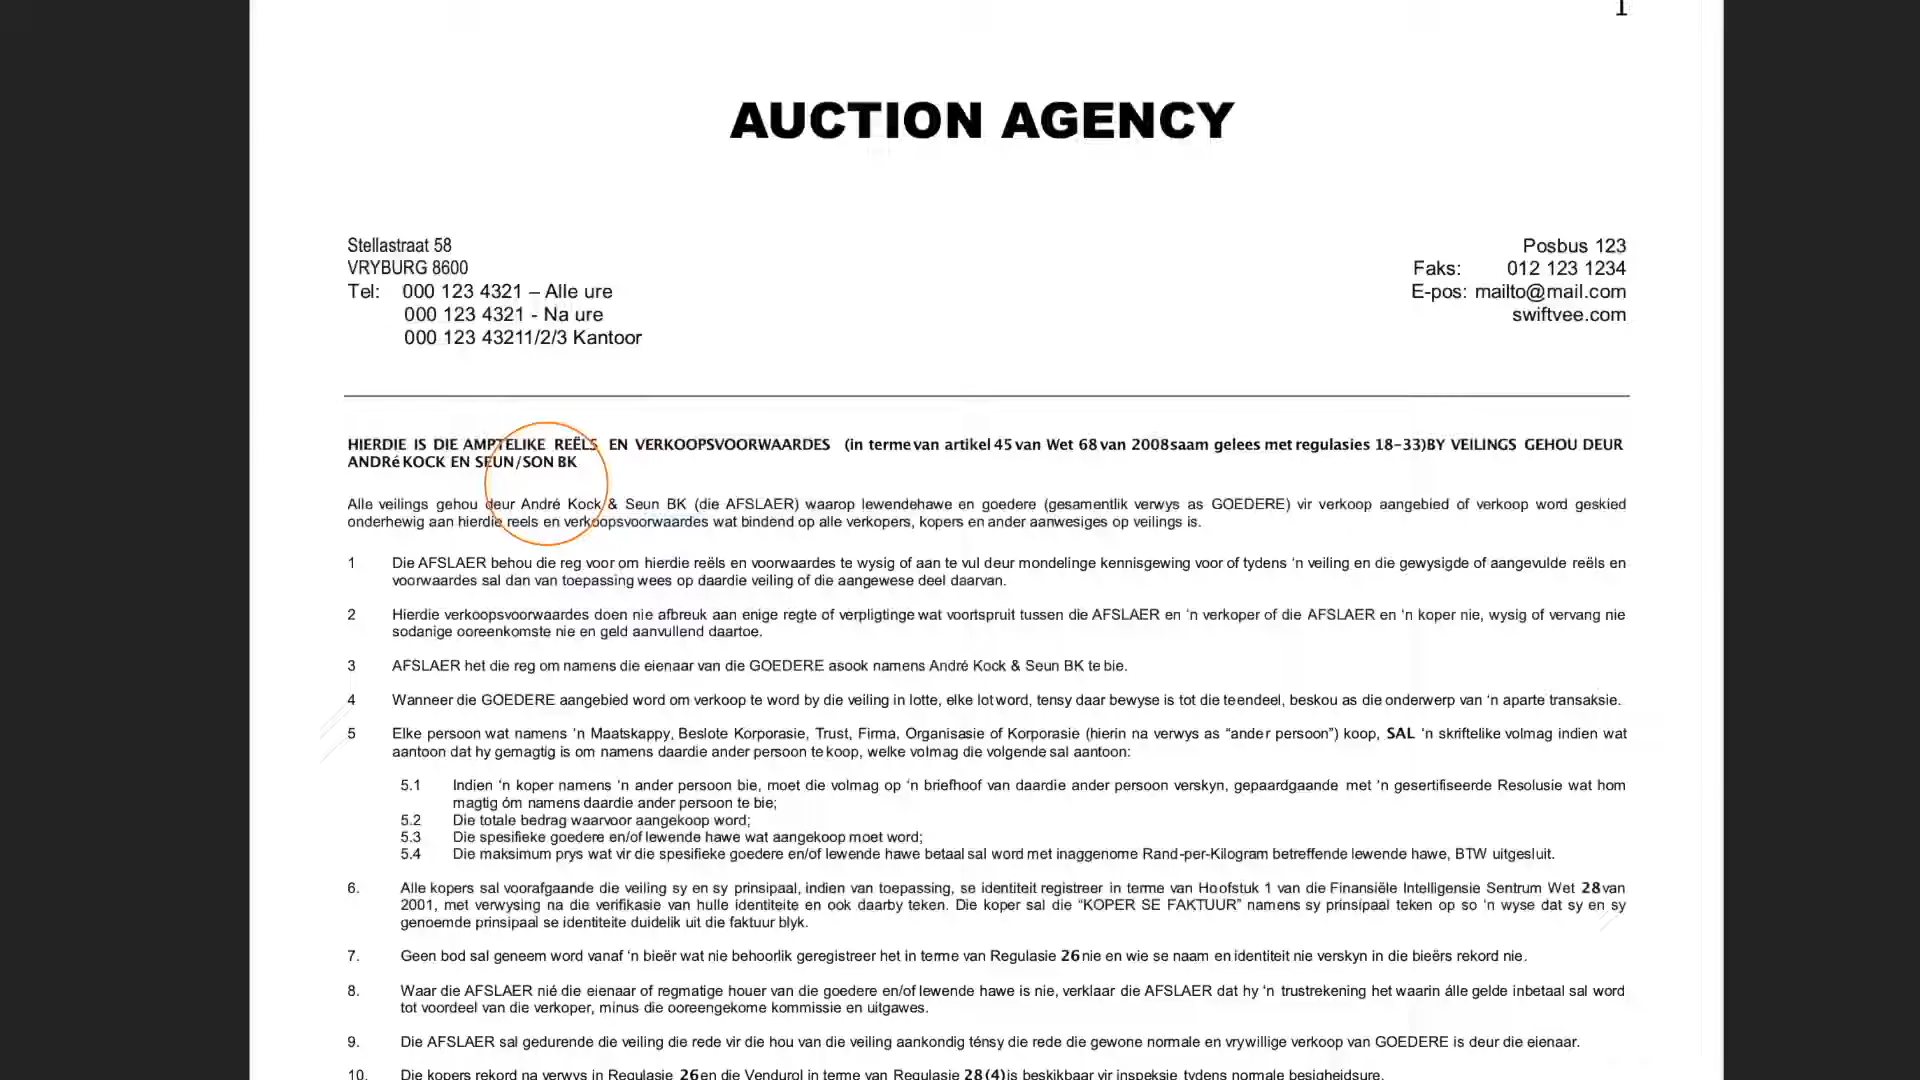 1
AUCTION AGENCY
Stellastraat 58
VRYBURG 8600
Tel: 000 123 4321 – Alle ure
000 123 4321 - Na ure
000 123 43211/2/3 Kantoor
Posbus 123
Faks: 012 123 1234
E-pos: mailto@mail.com
swiftvee.com
HIERDIE IS DIE AMPTELIKE REËLS EN VERKOOPSVOORWAARDES (in terme van artikel 45 van Wet 68 van 2008saam gelees met regulasies 18-33)BY VEILINGS GEHOU DEUR
ANDRé KOCK EN SEUN/SON BK
Alle veilings gehou deur André Kock & Seun BK (die AFSLAER) waarop lewendehawe en goedere (gesamentlik verwys as GOEDERE) vir verkoop aangebied of verkoop word geskied
onderhewig aan hierdie reels en verkoopsvoorwaardes wat bindend op alle verkopers, kopers en ander aanwesiges op veilings is.
1 Die AFSLAER behou die reg voor om hierdie reëls en voorwaardes te wysig of aan te vul deur mondelinge kennisgewing voor of tydens ‘n veiling en die gewysigde of aangevulde reëls en
voorwaardes sal dan van toepassing wees op daardie veiling of die aangewese deel daarvan.
2 Hierdie verkoopsvoorwaardes doen nie afbreuk aan enige regte of verpligtinge wat voortspruit tussen die AFSLAER en ‘n verkoper of die AFSLAER en ‘n koper nie, wysig of vervang nie
sodanige ooreenkomste nie en geld aanvullend daartoe.
3 AFSLAER het die reg om namens die eienaar van die GOEDERE asook namens André Kock & Seun BK te bie.
4 Wanneer die GOEDERE aangebied word om verkoop te word by die veiling in lotte, elke lot word, tensy daar bewyse is tot die teendeel, beskou as die onderwerp van ‘n aparte transaksie.
5 Elke persoon wat namens ‘n Maatskappy, Beslote Korporasie, Trust, Firma, Organisasie of Korporasie (hierin na verwys as “ander persoon”) koop, SAL ‘n skriftelike volmag indien wat
aantoon dat hy gemagtig is om namens daardie ander persoon te koop, welke volmag die volgende sal aantoon:
5.1 Indien ‘n koper namens ‘n ander persoon bie, moet die volmag op ‘n briefhoof van daardie ander persoon verskyn, gepaardgaande met ‘n gesertifiseerde Resolusie wat hom
magtig óm namens daardie ander persoon te bie;
5.2 Die totale bedrag waarvoor aangekoop word;
5.3 Die spesifieke goedere en/of lewende hawe wat aangekoop moet word;
5.4 Die maksimum prys wat vir die spesifieke goedere en/of lewende hawe betaal sal word met inaggenome Rand-per-Kilogram betreffende lewende hawe, BTW uitgesluit.
6. Alle kopers sal voorafgaande die veiling sy en sy prinsipaal, indien van toepassing, se identiteit registreer in terme van Hoofstuk 1 van die Finansiële Intelligensie Sentrum Wet 28 van
2001, met verwysing na die verifikasie van hulle identiteite en ook daarby teken. Die koper sal die “KOPER SE FAKTUUR” namens sy prinsipaal teken op so ‘n wyse dat sy en sy
genoemde prinsipaal se identiteite duidelik uit die faktuur blyk.
7. Geen bod sal geneem word vanaf ‘n bieër wat nie behoorlik geregistreer het in terme van Regulasie 26 nie en wie se naam en identiteit nie verskyn in die bieërs rekord nie.
8. Waar die AFSLAER nié die eienaar of regmatige houer van die goedere en/of lewende hawe is nie, verklaar die AFSLAER dat hy ‘n trustrekening het waarin álle gelde inbetaal sal word
tot voordeel van die verkoper, minus die ooreengekome kommissie en uitgawes.
9. Die AFSLAER sal gedurende die veiling die rede vir die hou van die veiling aankondig ténsy die rede die gewone normale en vrywillige verkoop van GOEDERE is deur die eienaar.
10. Die kopers rekord na verwys in Regulasie 26 en die Vendurol in terme van Regulasie 28(4)is beskikbaar vir inspeksie tydens normale besigheidsure.